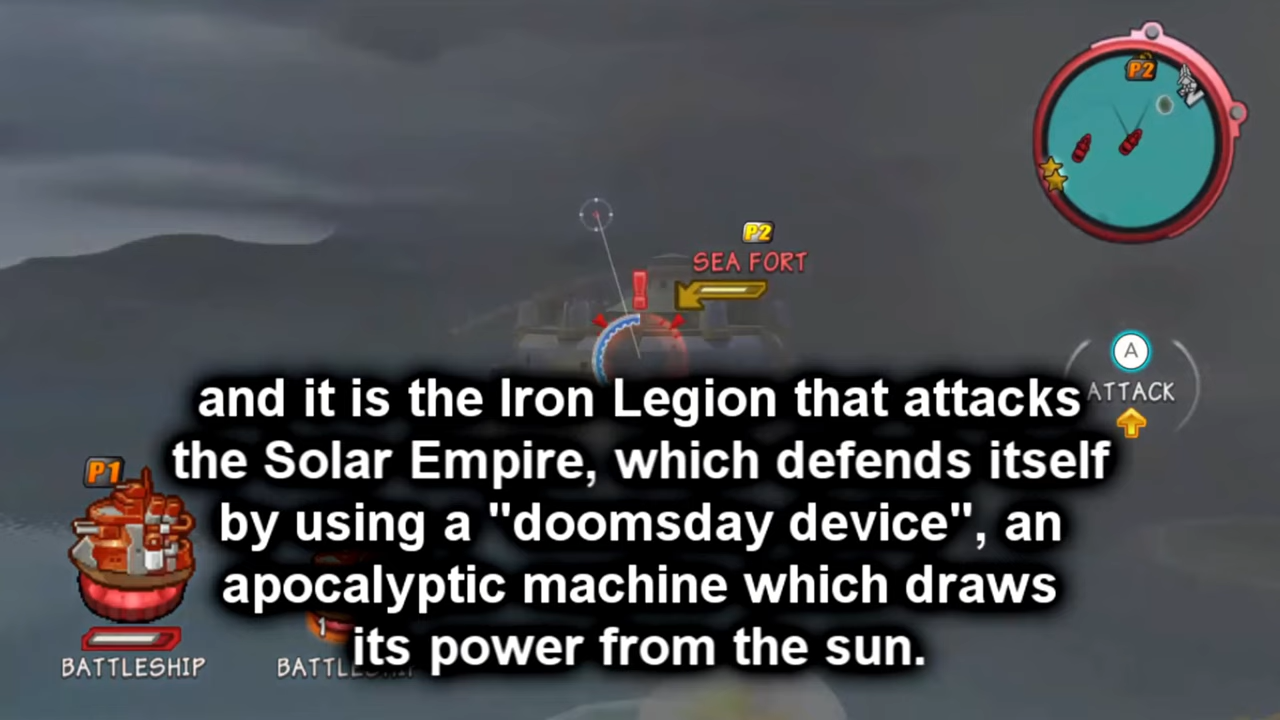 P2
P2
SEA FORT
!
A
ATTACK
and it is the Iron Legion that attacks
the Solar Empire, which defends itself
by using a "doomsday device", an
apocalyptic machine which draws
its power from the sun.
P1
1
BATTLESHIP